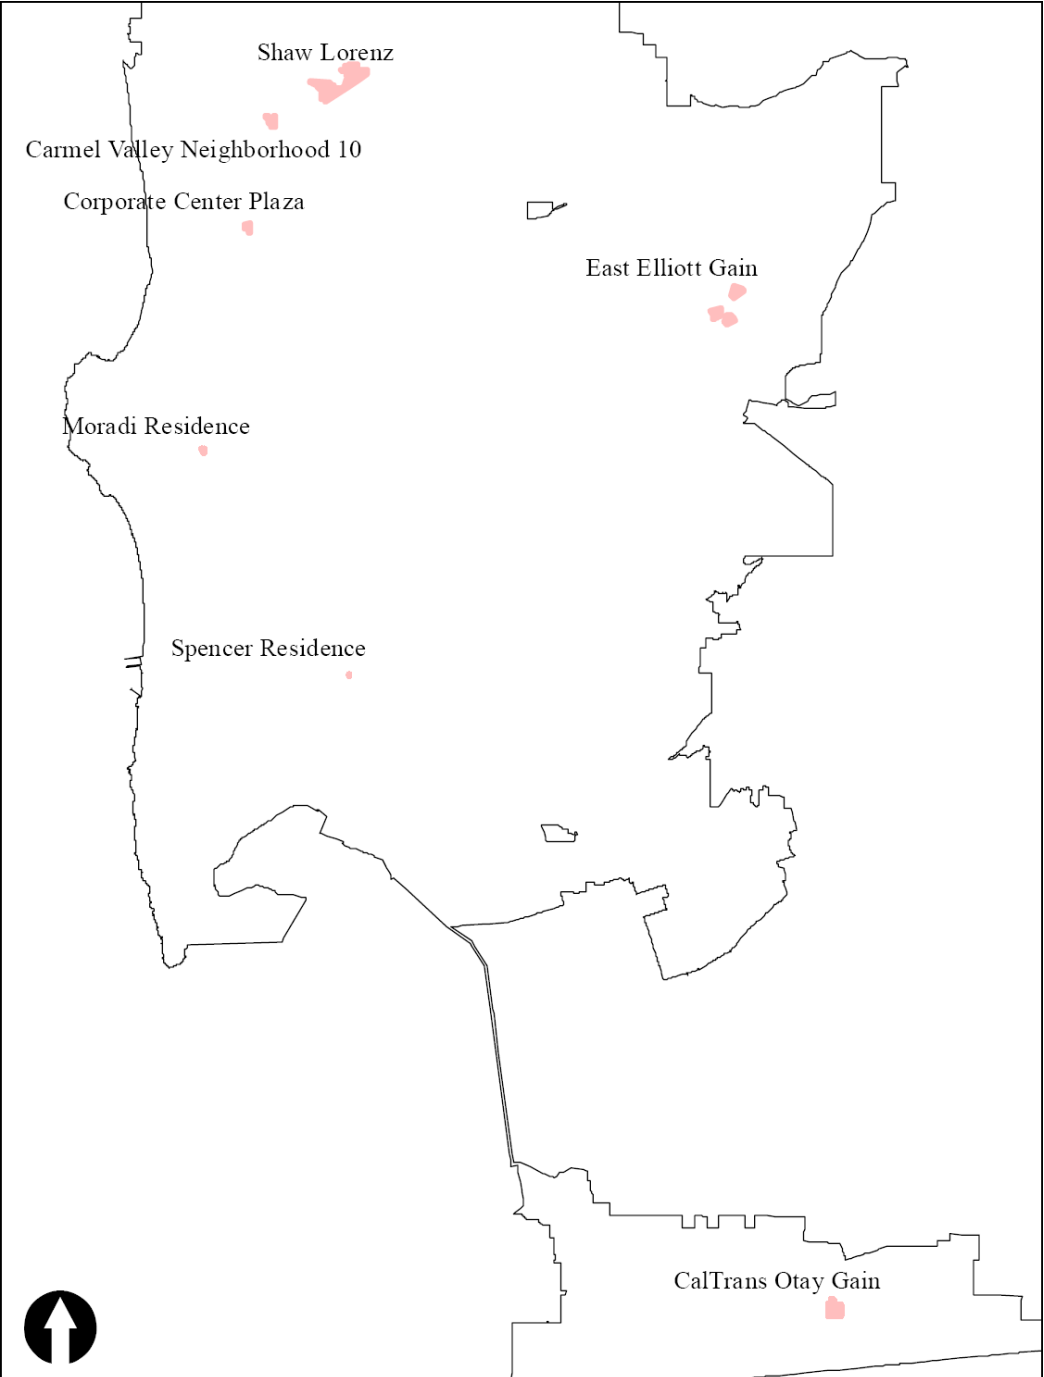 Shaw Lorenz
Carmel Valley Neighborhood 10
Corporate Center Plaza
East Elliott Gain
Moradi Residence
Spencer Residence
CalTrans Otay Gain